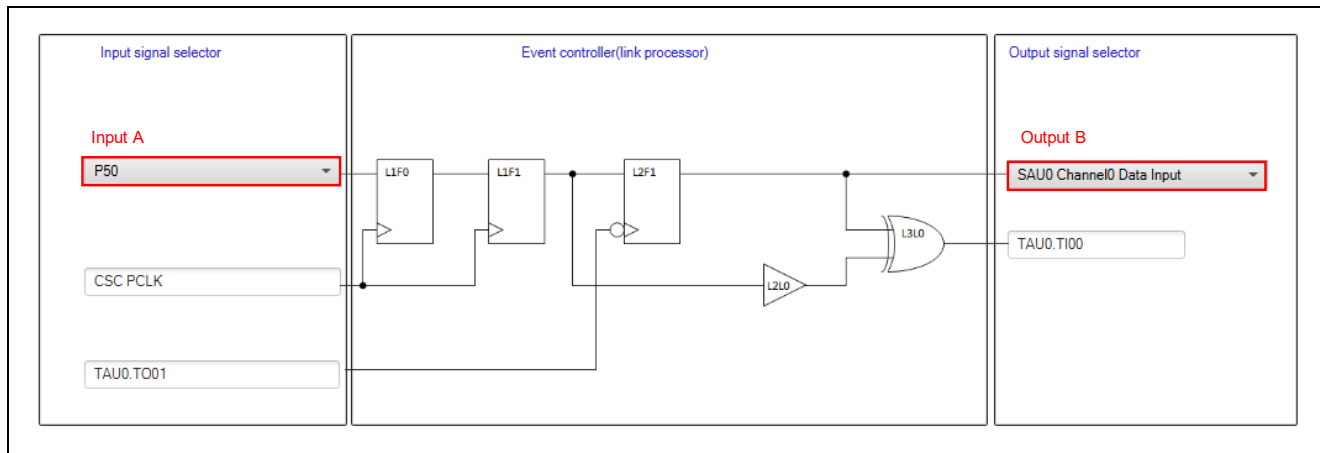 Input signal selector
Event controller(link processor)
Output signal selector
Input A
Output B
P50
L1F0
L1F1
L2F1
SAU0 Channel0 Data Input
L3L0
TAU0.TI00
CSC PCLK
L2L0
TAU0.TO01